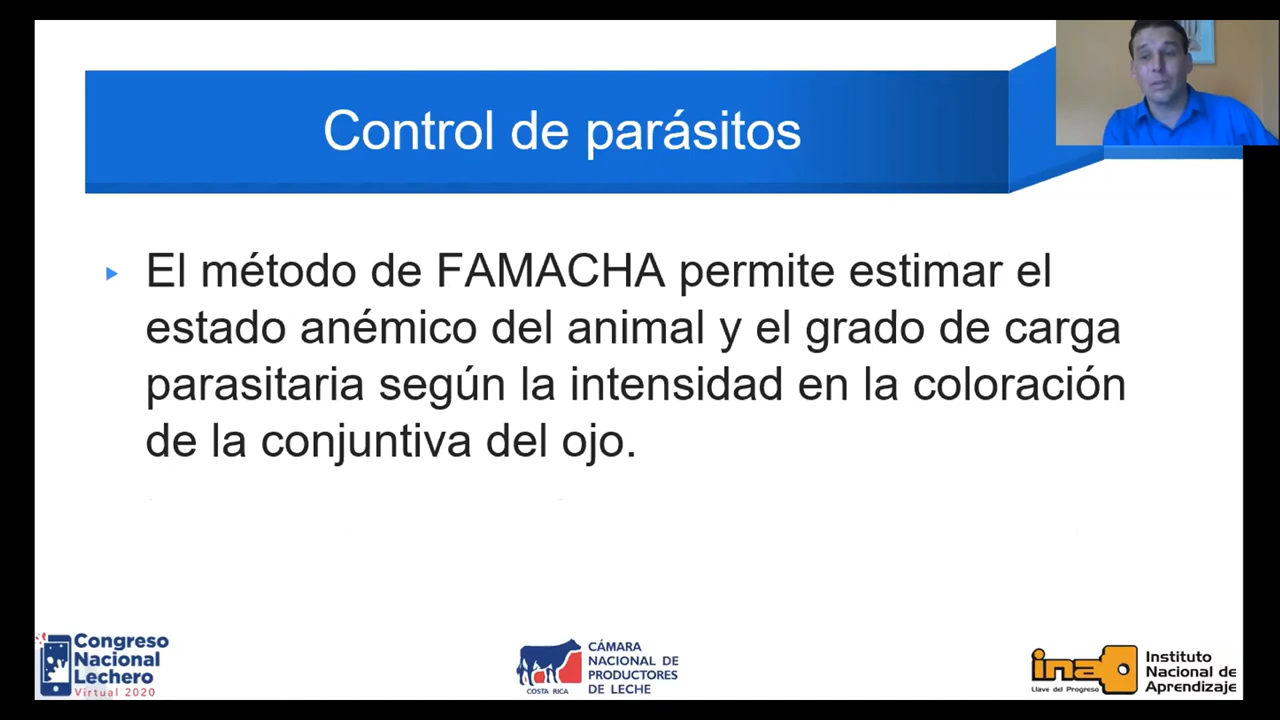 Control de parásitos
El método de FAMACHA permite estimar el
estado anémico del animal y el grado de carga
parasitaria según la intensidad en la coloración
de la conjuntiva del ojo.
Congreso
Nacional
Lechero
Virtual 2020
CÁMARA
NACIONAL DE
PRODUCTORES
DE LECHE
COSTA RICA
ina
Llave del Progreso
Instituto
Nacional de
Aprendizaje